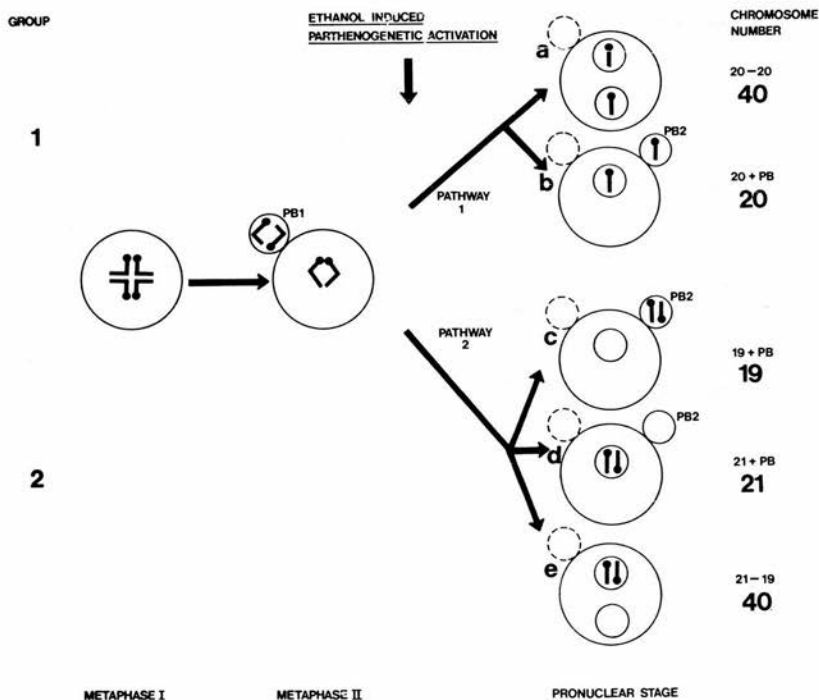 GROUP
ETHANOL INDUCED
PARTHENOGENETIC ACTIVATION
CHROMOSOME
NUMBER
a
20-20
40
1
PB2
b
20 + PB
20
PATHWAY
1
PB1
PB2
PATHWAY
2
c
19 + PB
19
PB2
2
d
21 + PB
21
e
21-19
40
METAPHASE I
METAPHASE II
PRONUCLEAR STAGE